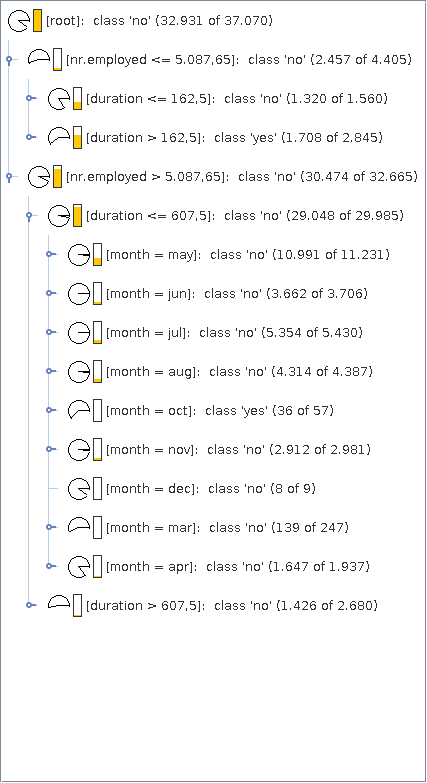 [root]: class 'no' (32.931 of 37.070)
[nr.employed <= 5.087,65]: class 'no' (2.457 of 4.405)
[duration <= 162,5]: class 'no' (1.320 of 1.560)
[duration > 162,5]: class 'yes' (1.708 of 2.845)
[nr.employed > 5.087,65]: class 'no' (30.474 of 32.665)
[duration <= 607,5]: class 'no' (29.048 of 29.985)
[month = may]: class 'no' (10.991 of 11.231)
[month = jun]: class 'no' (3.662 of 3.706)
[month = jul]: class 'no' (5.354 of 5.430)
[month = aug]: class 'no' (4.314 of 4.387)
[month = oct]: class 'yes' (36 of 57)
[month = nov]: class 'no' (2.912 of 2.981)
[month = dec]: class 'no' (8 of 9)
[month = mar]: class 'no' (139 of 247)
[month = apr]: class 'no' (1.647 of 1.937)
[duration > 607,5]: class 'no' (1.426 of 2.680)